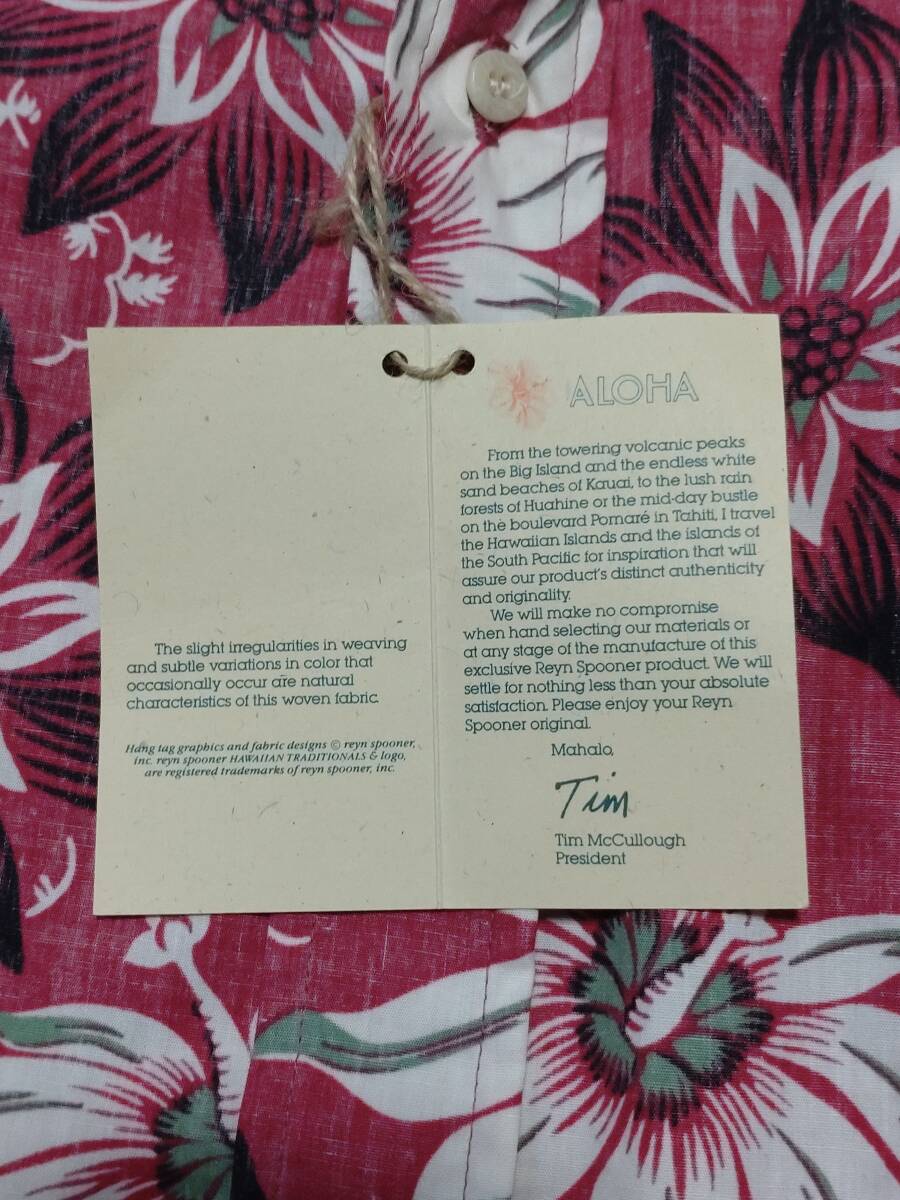 The slight irregularities in weaving
and subtle variations in color that
occasionally occur are natural
characteristics of this woven fabric.
Hang tag graphics and fabric designs © reyn spooner,
inc. reyn spooner HAWAIIAN TRADITIONALS & logo,
are registered trademarks of reyn spooner, inc.
ALOHA
From the towering volcanic peaks
on the Big Island and the endless white
sand beaches of Kauai, to the lush rain
forests of Huahine or the mid-day bustle
on the boulevard Pomaré in Tahiti, I travel
the Hawaiian Islands and the islands of
the South Pacific for inspiration that will
assure our product's distinct authenticity
and originality.
We will make no compromise
when hand selecting our materials or
at any stage of the manufacture of this
exclusive Reyn Spooner product. We will
settle for nothing less than your absolute
satisfaction. Please enjoy your Reyn
Spooner original.
Mahalo,
Tim
Tim McCullough
President